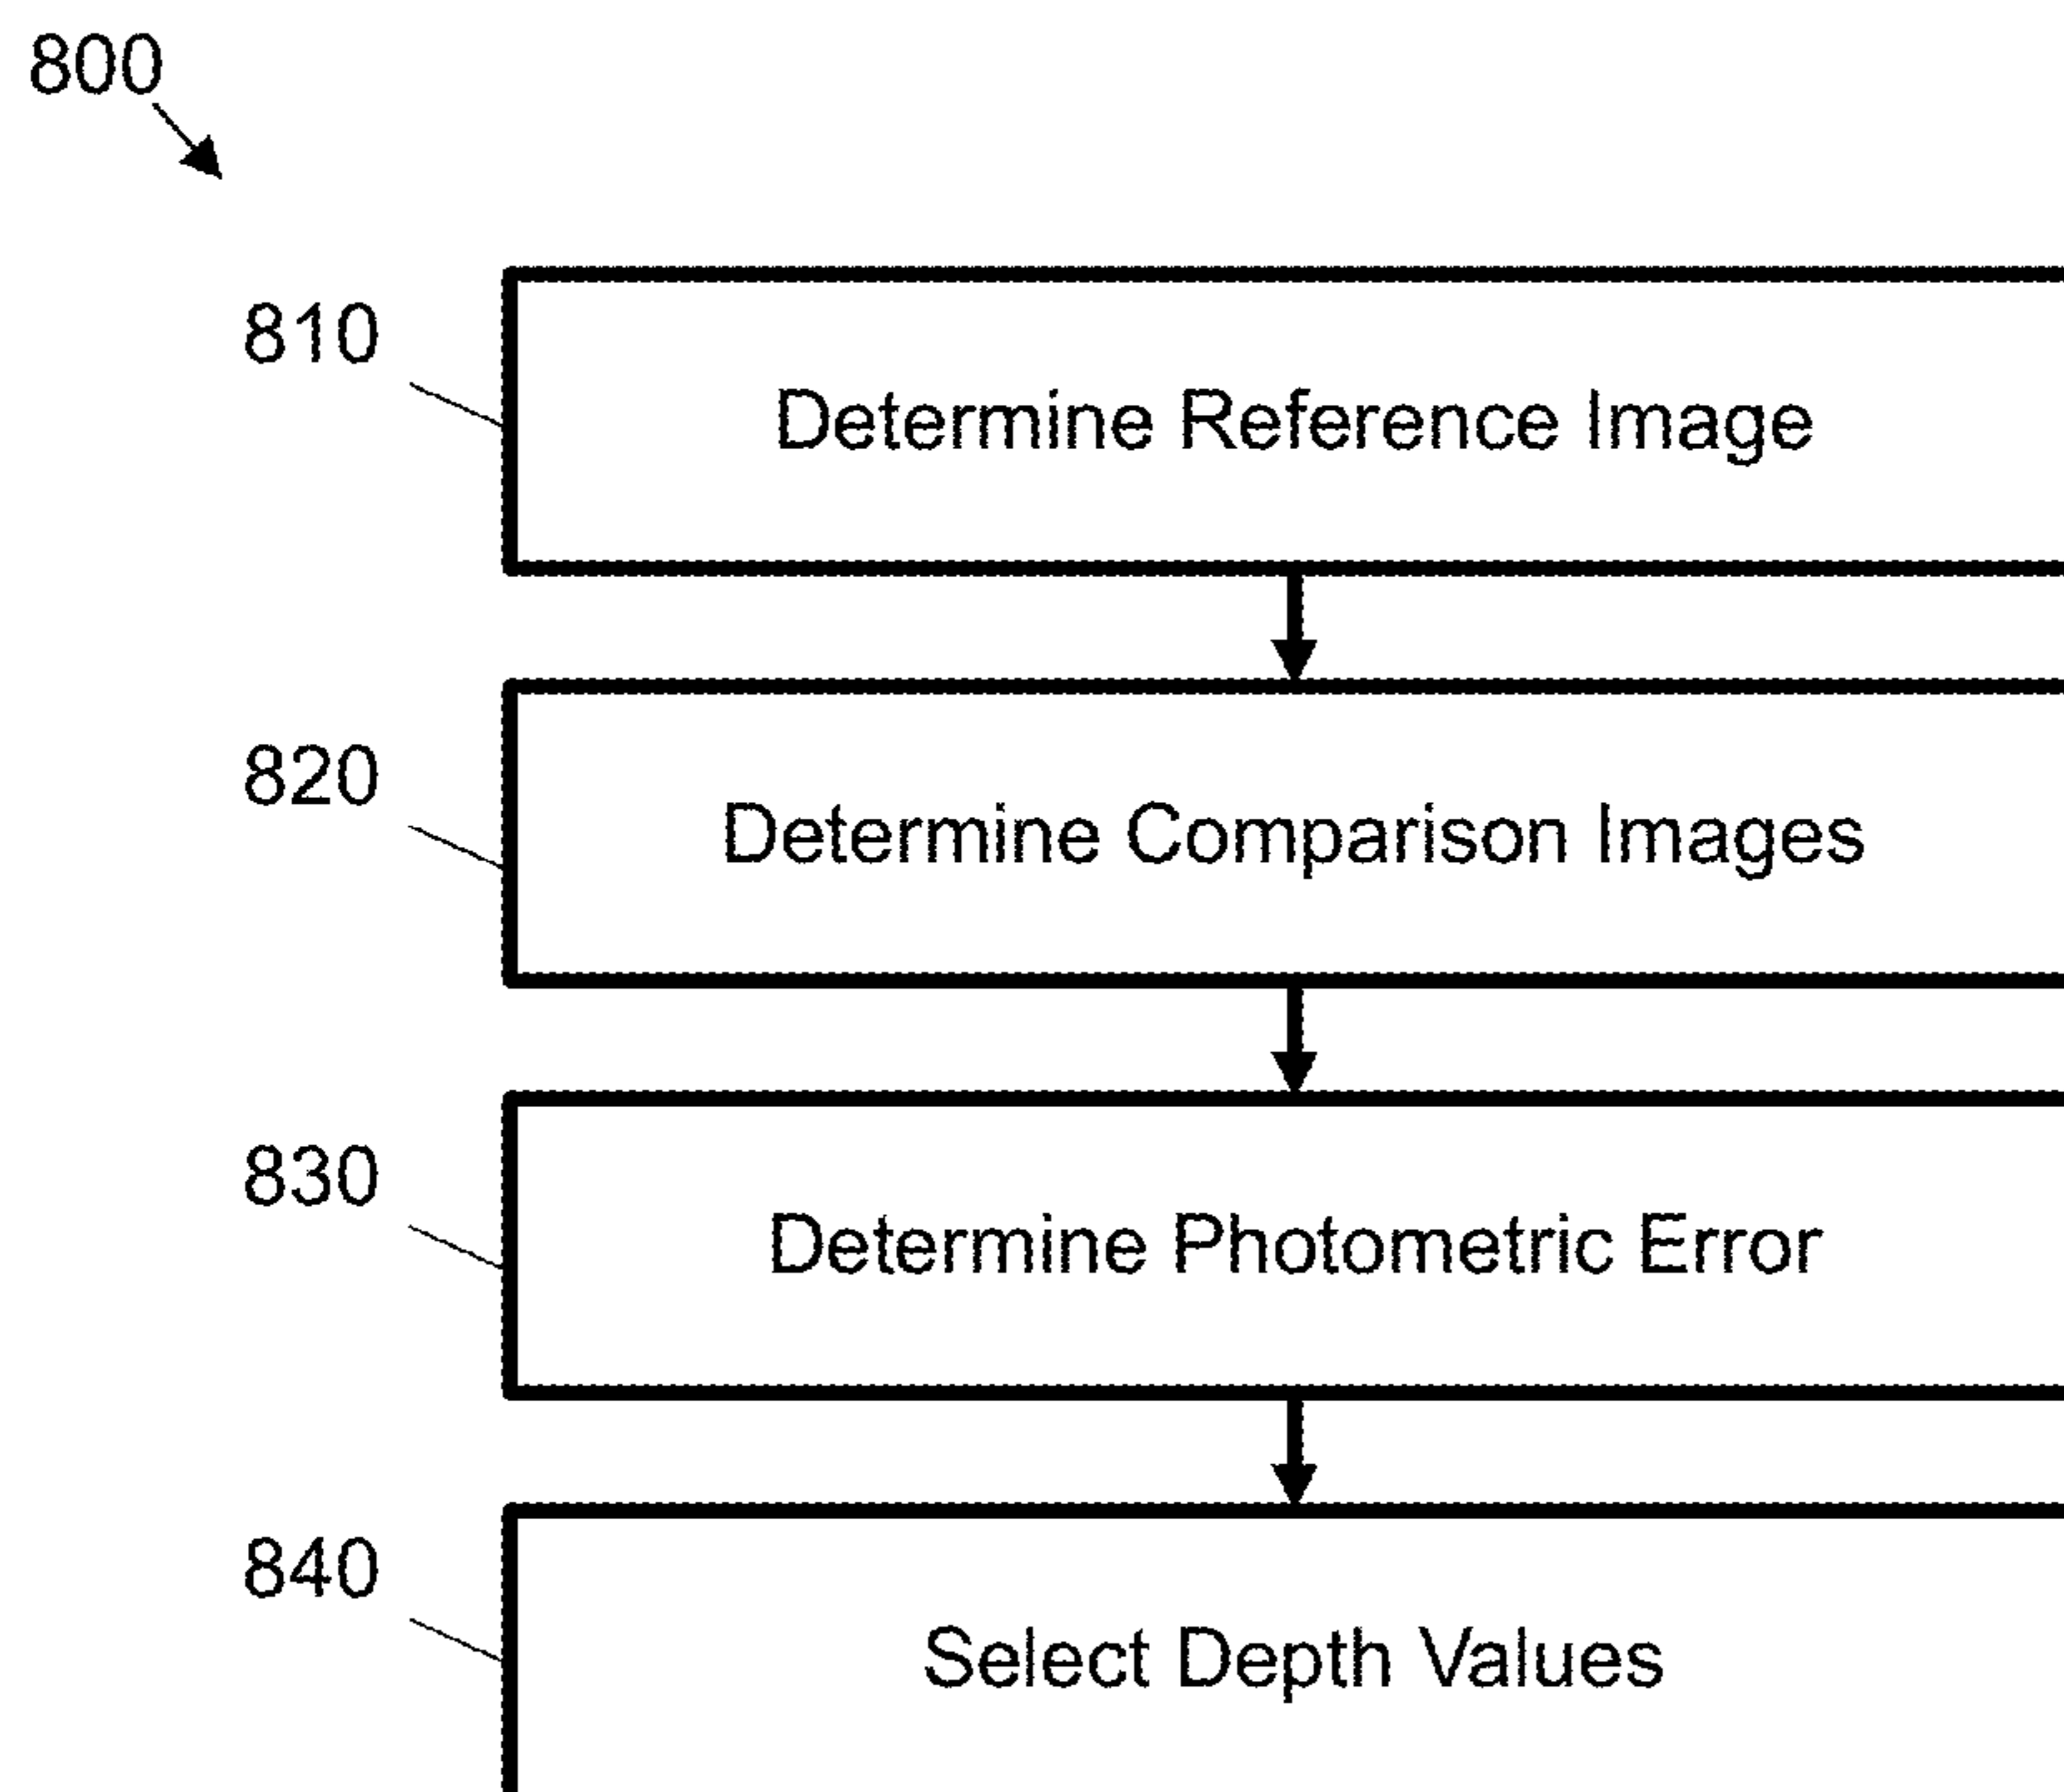 800
810
Determine Reference Image
820
Determine Comparison Images
830
Determine Photometric Error
840
Select Depth Values